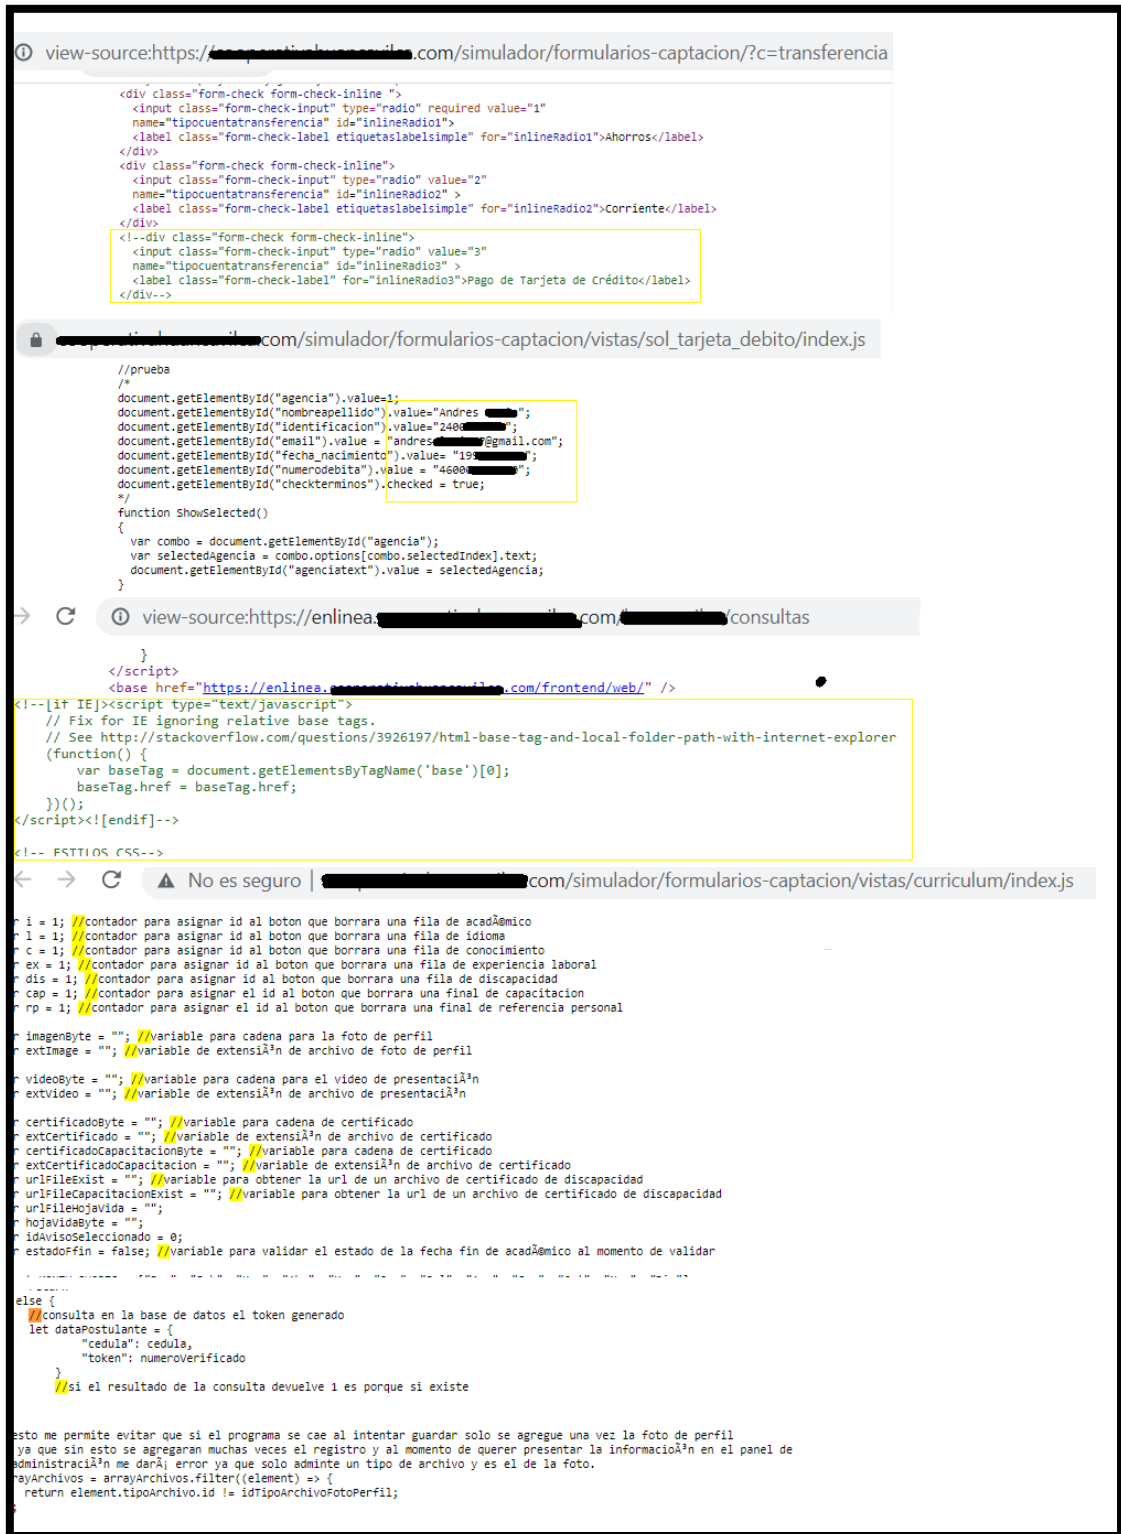 view-source:https:// .com/simulador/formularios-captacion/?c=transferencia
<div class="form-check form-check-inline ">
<input class="form-check-input" type="radio" required value="1"
name="tipocuentatransferencia" id="inlineRadio1">
<label class="form-check-label etiquetaslabelsimple" for="inlineRadio1">Ahorros</label>
</div>
<div class="form-check form-check-inline">
<input class="form-check-input" type="radio" value="2"
name="tipocuentatransferencia" id="inlineRadio2" >
<label class="form-check-label etiquetaslabelsimple" for="inlineRadio2">Corriente</label>
</div>
<!--div class="form-check form-check-inline">
<input class="form-check-input" type="radio" value="3"
name="tipocuentatransferencia" id="inlineRadio3" >
<label class="form-check-label" for="inlineRadio3">Pago de Tarjeta de Crédito</label>
</div-->
com/simulador/formularios-captacion/vistas/sol_tarjeta_debito/index.js
//prueba
/*
document.getElementById("agencia").value=1;
document.getElementById("nombreapellido").value="Andres ";
document.getElementById("identificacion").value="240 ";
document.getElementById("email").value = "andres @gmail.com";
document.getElementById("fecha_nacimiento").value= "19 ";
document.getElementById("numerodebita").value = "4600 ";
document.getElementById("checkterminos").checked = true;
*/
function ShowSelected()
{
var combo = document.getElementById("agencia");
var selectedAgencia = combo.options[combo.selectedIndex].text;
document.getElementById("agenciatext").value = selectedAgencia;
}
view-source:https://enlinea. .com/ /consultas
}
</script>
<base href="https://enlinea. .com/frontend/web/" />
<!--[if IE]><script type="text/javascript">
// Fix for IE ignoring relative base tags.
// See http://stackoverflow.com/questions/3926197/html-base-tag-and-local-folder-path-with-internet-explorer
(function() {
var baseTag = document.getElementsByTagName('base')[0];
baseTag.href = baseTag.href;
})();
</script><![endif]-->
<!-- ESTILOS CSS-->
No es seguro | com/simulador/formularios-captacion/vistas/curriculum/index.js
r i = 1; //contador para asignar id al boton que borrara una fila de acadÃ©mico
r l = 1; //contador para asignar id al boton que borrara una fila de idioma
r c = 1; //contador para asignar id al boton que borrara una fila de conocimiento
r ex = 1; //contador para asignar id al boton que borrara una fila de experiencia laboral
r dis = 1; //contador para asignar id al boton que borrara una fila de discapacidad
r cap = 1; //contador para asignar el id al boton que borrara una final de capacitacion
r rp = 1; //contador para asignar el id al boton que borrara una final de referencia personal
r imagenByte = ""; //variable para cadena para la foto de perfil
r extImage = ""; //variable de extensiÃ³n de archivo de foto de perfil
r videoByte = ""; //variable para cadena para el video de presentaciÃ³n
r extVideo = ""; //variable de extensiÃ³n de archivo de presentaciÃ³n
r certificadoByte = ""; //variable para cadena de certificado
r extCertificado = ""; //variable de extensiÃ³n de archivo de certificado
r certificadoCapacitacionByte = ""; //variable para cadena de certificado
r extCertificadoCapacitacion = ""; //variable de extensiÃ³n de archivo de certificado
r urlFileExist = ""; //variable para obtener la url de un archivo de certificado de discapacidad
r urlFileCapacitacionExist = ""; //variable para obtener la url de un archivo de certificado de discapacidad
r urlFileHojaVida = "";
r hojaVidaByte = "";
r idAvisoSeleccionado = 0;
r estadoFfin = false; //variable para validar el estado de la fecha fin de acadÃ©mico al momento de validar
else {
//consulta en la base de datos el token generado
let dataPostulante = {
"cedula": cedula,
"token": numeroVerificado
}
//si el resultado de la consulta devuelve 1 es porque si existe
esto me permite evitar que si el programa se cae al intentar guardar solo se agregue una vez la foto de perfil
ya que sin esto se agregaran muchas veces el registro y al momento de querer presentar la informacioÃ³n en el panel de
administraciÃ³n me darÃ¡ error ya que solo adminte un tipo de archivo y es el de la foto.
rayArchivos = arrayArchivos.filter((element) => {
return element.tipoArchivo.id != idTipoArchivoFotoPerfil;
;